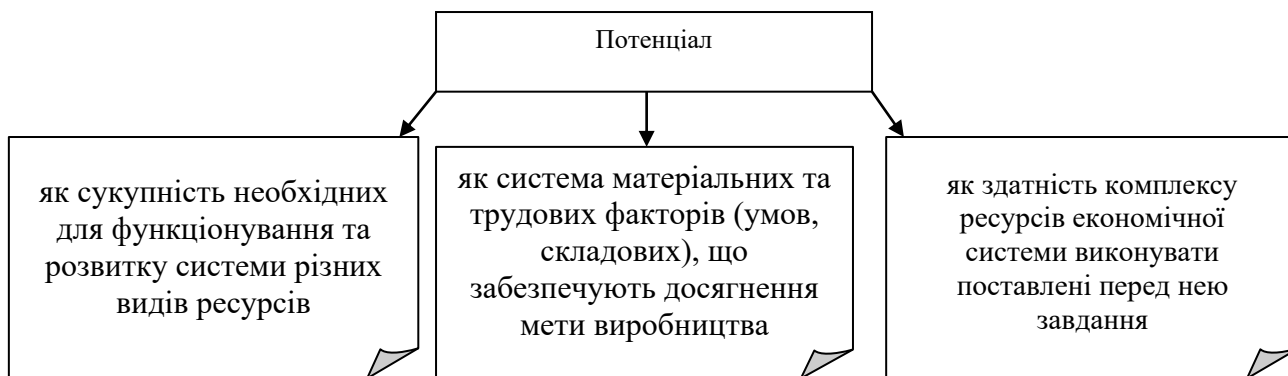 Потенціал
як сукупність необхідних
для функціонування та
розвитку системи різних
видів ресурсів
як система матеріальних та
трудових факторів (умов,
складових), що
забезпечують досягнення
мети виробництва
як здатність комплексу
ресурсів економічної
системи виконувати
поставлені перед нею
завдання